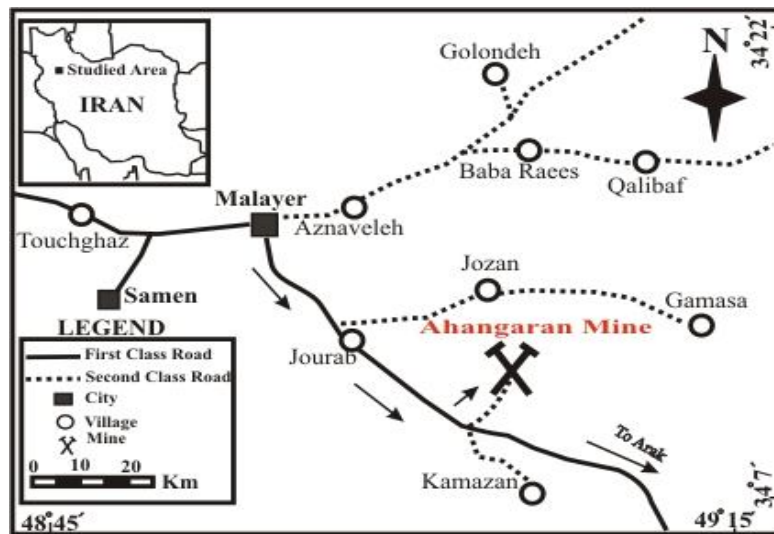 Studied Area
IRAN
Golondeh
N
34°22´
Baba Raees
Qalibaf
Malayer
Touchghaz
Aznaveleh
Samen
Jozan
Gamasa
Ahangaran Mine
Jourab
To Arak
Kamazan
LEGEND
First Class Road
Second Class Road
City
Village
Mine
0 10 20
Km
34°7´
48°45´
49°15´